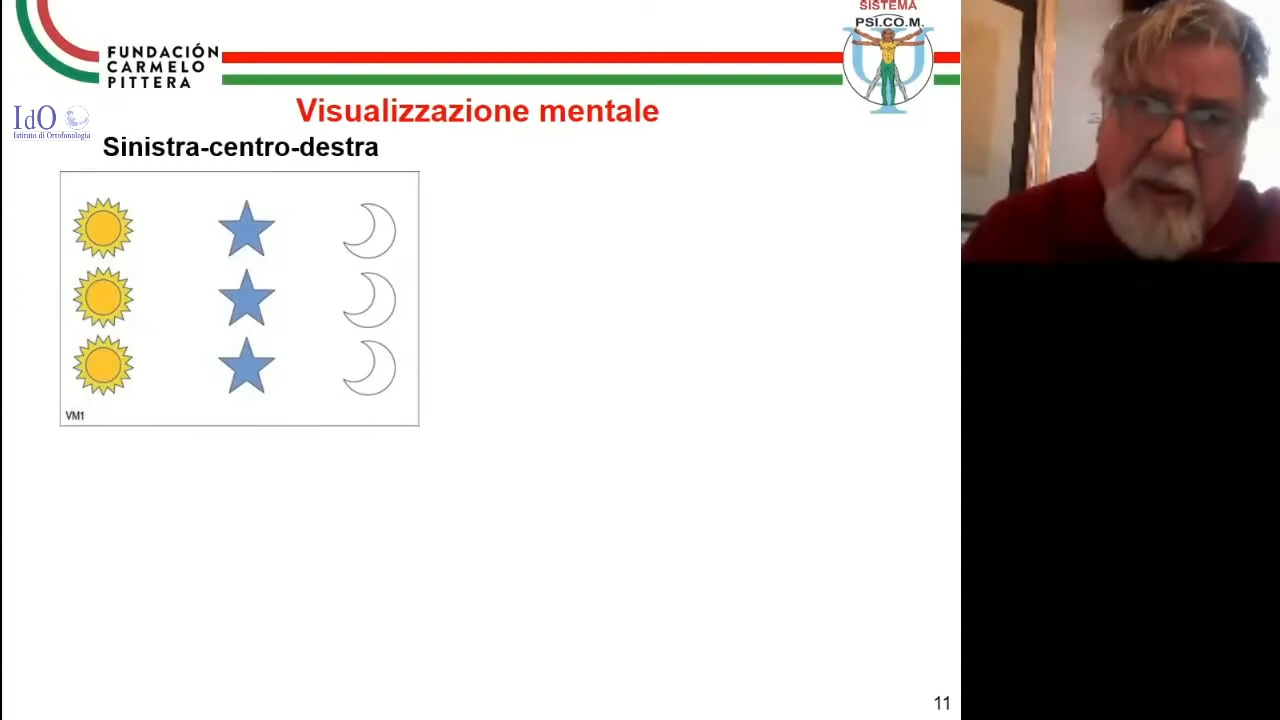 SISTEMA
PSI.CO.M.
FUNDACIÓN
CARMELO
PITTERA
IdO
Istituto di Ortofonologia
Visualizzazione mentale
Sinistra-centro-destra
VM1
11